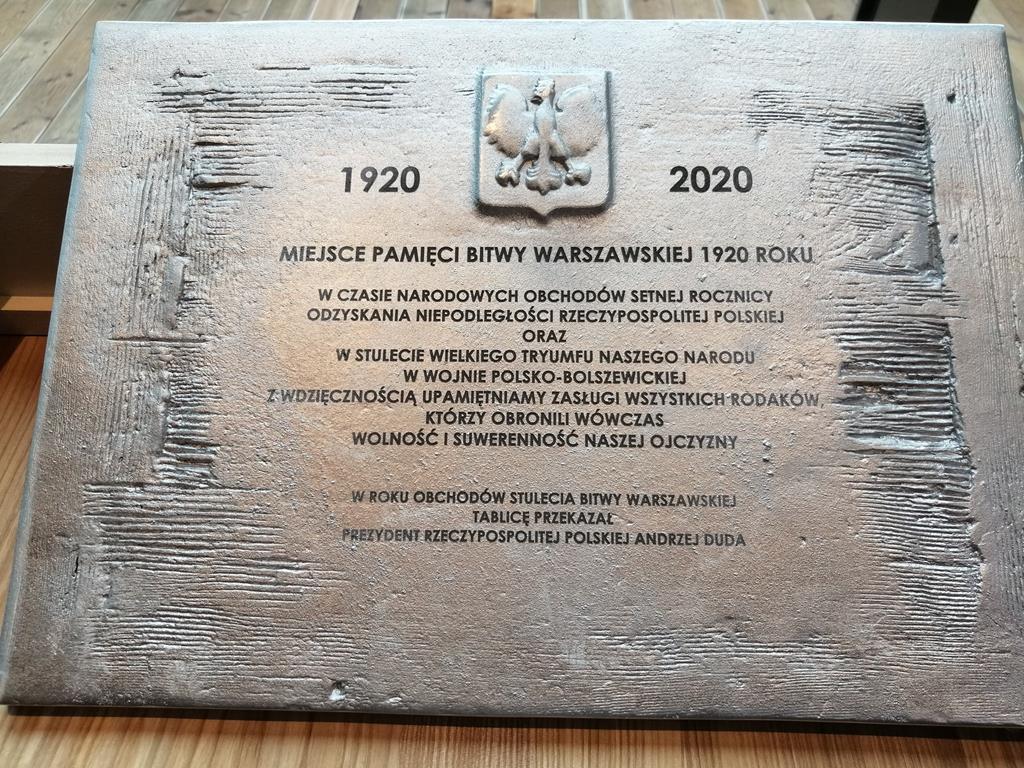 1920 2020
MIEJSCE PAMIĘCI BITWY WARSZAWSKIEJ 1920 ROKU
W CZASIE NARODOWYCH OBCHODÓW SETNEJ ROCZNICY
ODZYSKANIA NIEPODLEGŁOŚCI RZECZYPOSPOLITEJ POLSKIEJ
ORAZ
W STULECIE WIELKIEGO TRYUMFU NASZEGO NARODU
W WOJNIE POLSKO-BOLSZEWICKIEJ
Z WDZIĘCZNOŚCIĄ UPAMIĘTNIAMY ZASŁUGI WSZYSTKICH RODAKÓW,
KTÓRZY OBRONILI WÓWCZAS
WOLNOŚĆ I SUWERENNOŚĆ NASZEJ OJCZYZNY
W ROKU OBCHODÓW STULECIA BITWY WARSZAWSKIEJ
TABLICĘ PRZEKAZAŁ
PREZYDENT RZECZYPOSPOLITEJ POLSKIEJ ANDRZEJ DUDA